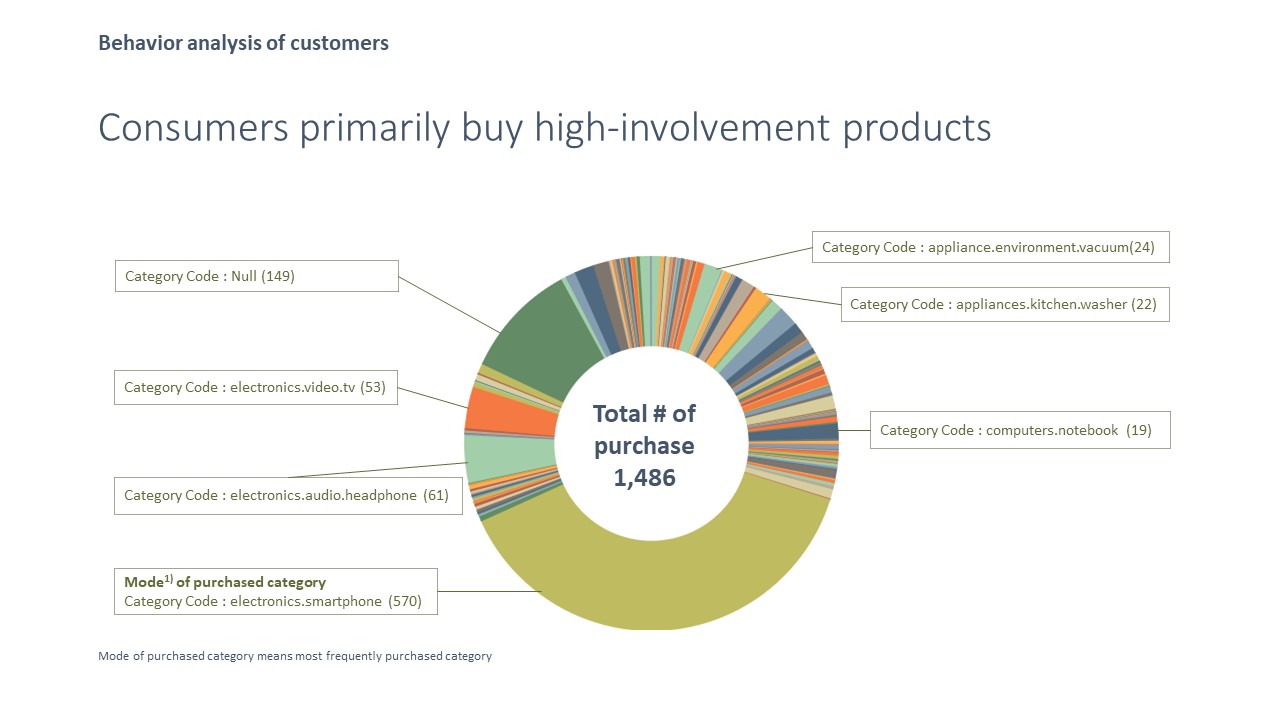 Behavior analysis of customers
Consumers primarily buy high-involvement products
Category Code : appliance.environment.vacuum(24)
Category Code : Null (149)
Category Code : appliances.kitchen.washer (22)
Category Code : electronics.video.tv (53)
Total # of
purchase
1,486
Category Code : computers.notebook (19)
Category Code : electronics.audio.headphone (61)
Mode1) of purchased category
Category Code : electronics.smartphone (570)
Mode of purchased category means most frequently purchased category